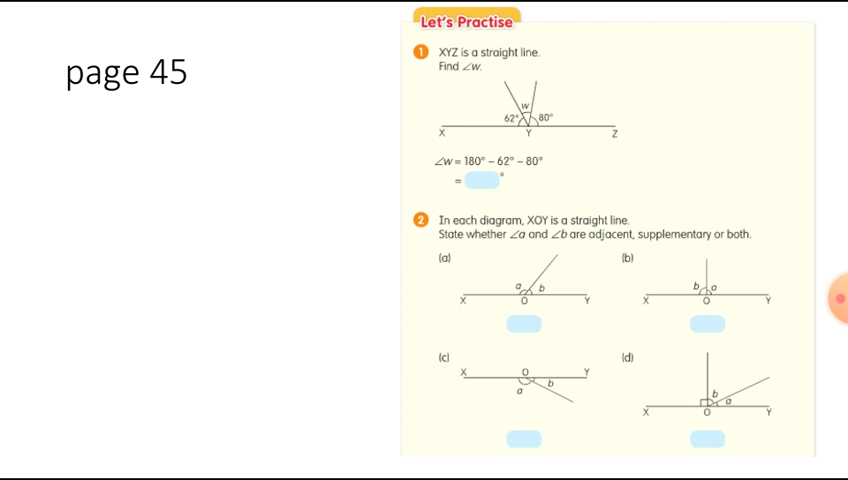 page 45
Let's Practise
1 XYZ is a straight line.
Find ∠w.
w
62° 80°
X Y Z
∠w = 180° – 62° – 80°
= °
2 In each diagram, XOY is a straight line.
State whether ∠a and ∠b are adjacent, supplementary or both.
(a) (b)
a b b a
X O Y X O Y
(c) (d)
X O Y
a b
b a
X O Y